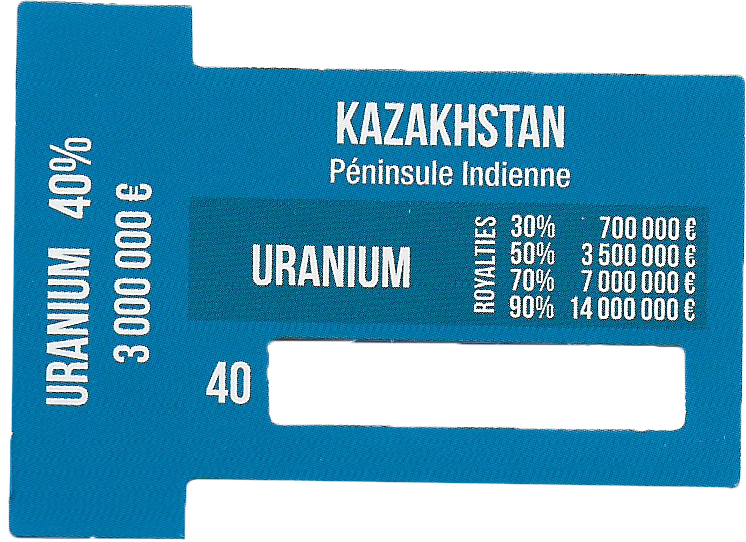 URANIUM 40%
3 000 000 €
KAZAKHSTAN
Péninsule Indienne
URANIUM
ROYALTIES
30% 700 000 €
50% 3 500 000 €
70% 7 000 000 €
90% 14 000 000 €
40